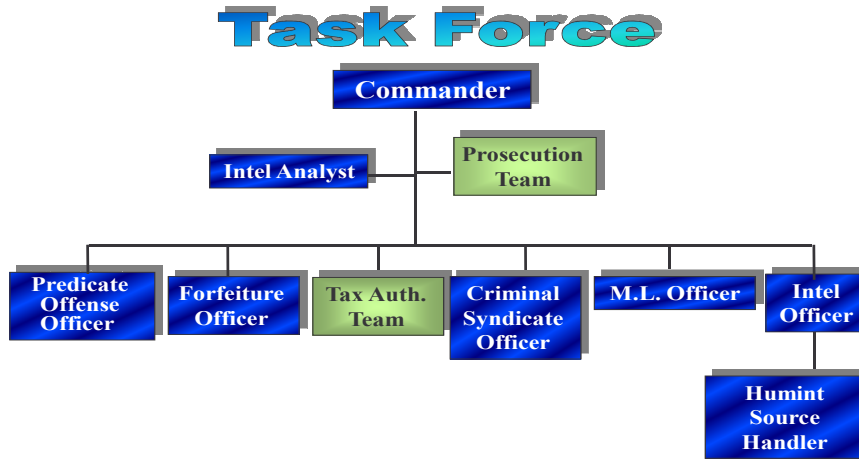 Task Force
Commander
Intel Analyst
Prosecution
Team
Predicate
Offense
Officer
Forfeiture
Officer
Tax Auth.
Team
Criminal
Syndicate
Officer
M.L. Officer
Intel
Officer
Humint
Source
Handler